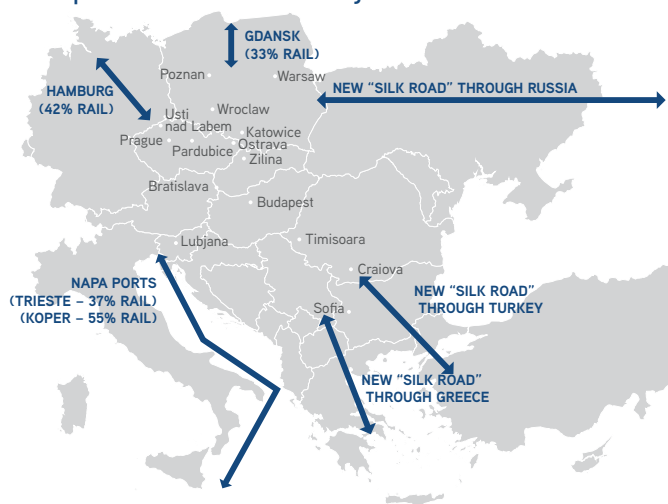 GDANSK
(33% RAIL)
Poznan
Warsaw
HAMBURG
(42% RAIL)
NEW “SILK ROAD” THROUGH RUSSIA
Wroclaw
Usti
nad Labem
Katowice
Prague
Pardubice
Ostrava
Zilina
Bratislava
Budapest
Lubjana
Timisoara
Craiova
NAPA PORTS
(TRIESTE – 37% RAIL)
(KOPER – 55% RAIL)
NEW “SILK ROAD”
THROUGH TURKEY
Sofia
NEW “SILK ROAD”
THROUGH GREECE